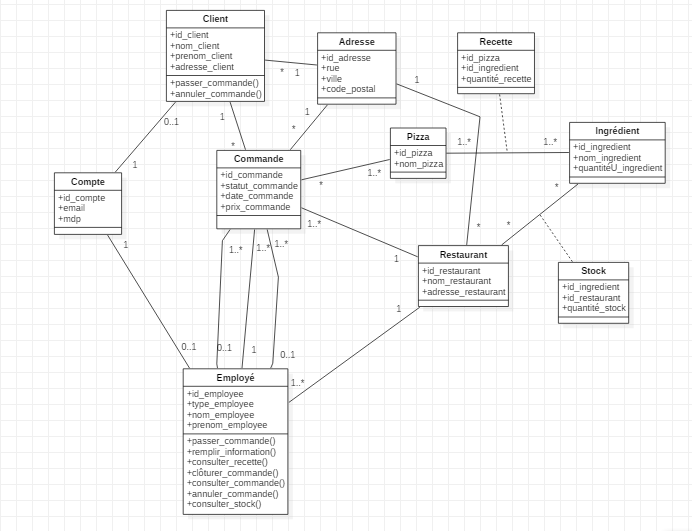 Client
+id_client
+nom_client
+prenom_client
+adresse_client
+passer_commande()
+annuler_commande()
Adresse
+id_adresse
+rue
+ville
+code_postal
Recette
+id_pizza
+id_ingredient
+quantité_recette
* 1
1
0..1
1
1
*
1
*
Pizza
+id_pizza
+nom_pizza
1..*
1..*
Ingrédient
+id_ingredient
+nom_ingredient
+quantitéU_ingredient
Compte
+id_compte
+email
+mdp
Commande
+id_commande
+statut_commande
+date_commande
+prix_commande
*
1..*
*
*
*
1..*
1
1
1..*
1..*
1..*
Restaurant
+id_restaurant
+nom_restaurant
+adresse_restaurant
Stock
+id_ingredient
+id_restaurant
+quantité_stock
1
0..1
0..1
1
0..1
1..*
Employé
+id_employee
+type_employee
+nom_employee
+prenom_employee
+passer_commande()
+remplir_information()
+consulter_recette()
+clôturer_commande()
+consulter_commande()
+annuler_commande()
+consulter_stock()